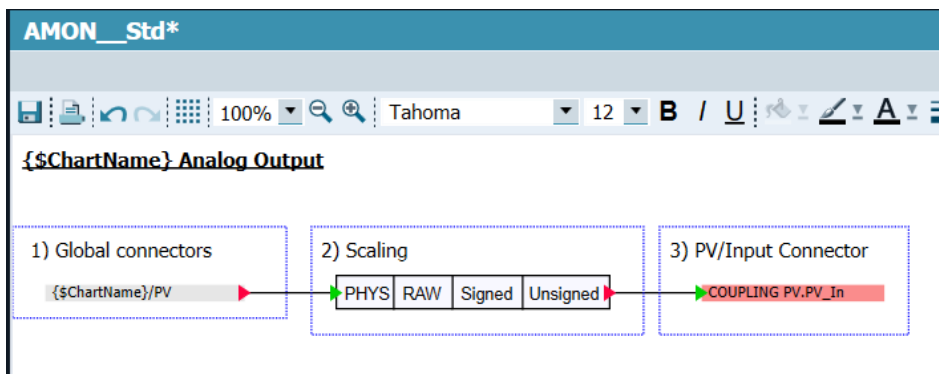 AMON__Std*
100% Tahoma 12 B I U A
{$ChartName} Analog Output
1) Global connectors
{$ChartName}/PV
2) Scaling
PHYS RAW Signed Unsigned
3) PV/Input Connector
COUPLING PV.PV_In